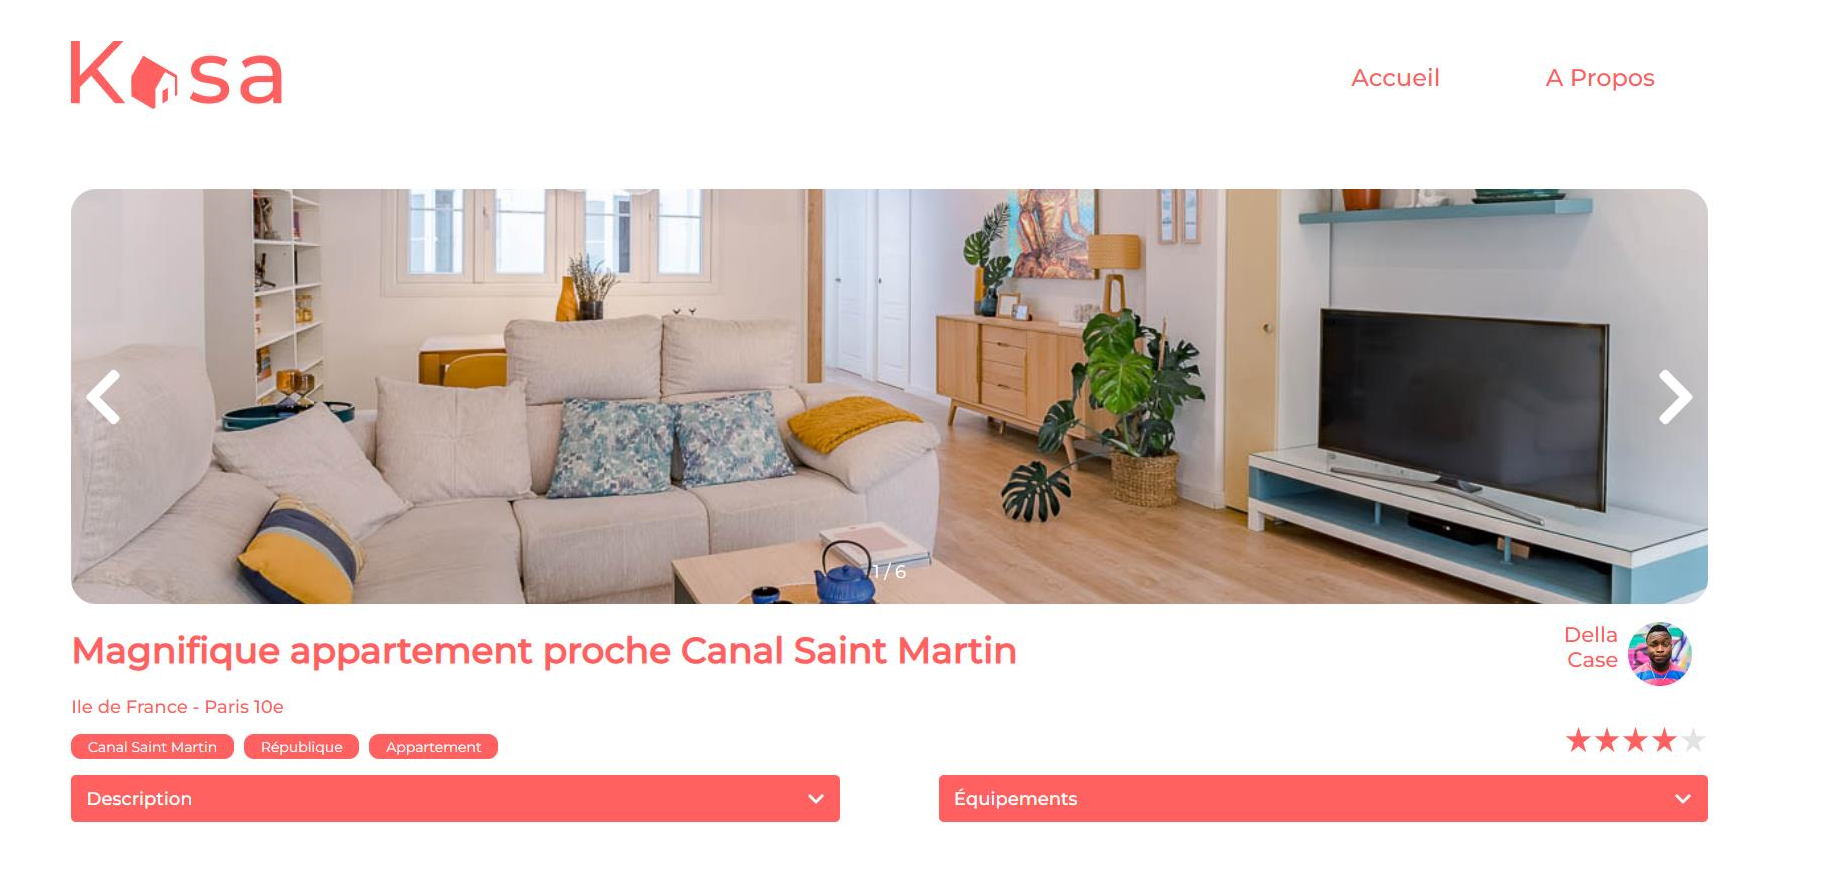 Kasa
Accueil
A Propos
1 / 6
Magnifique appartement proche Canal Saint Martin
Della
Case
Ile de France - Paris 10e
Canal Saint Martin
République
Appartement
Description
Équipements